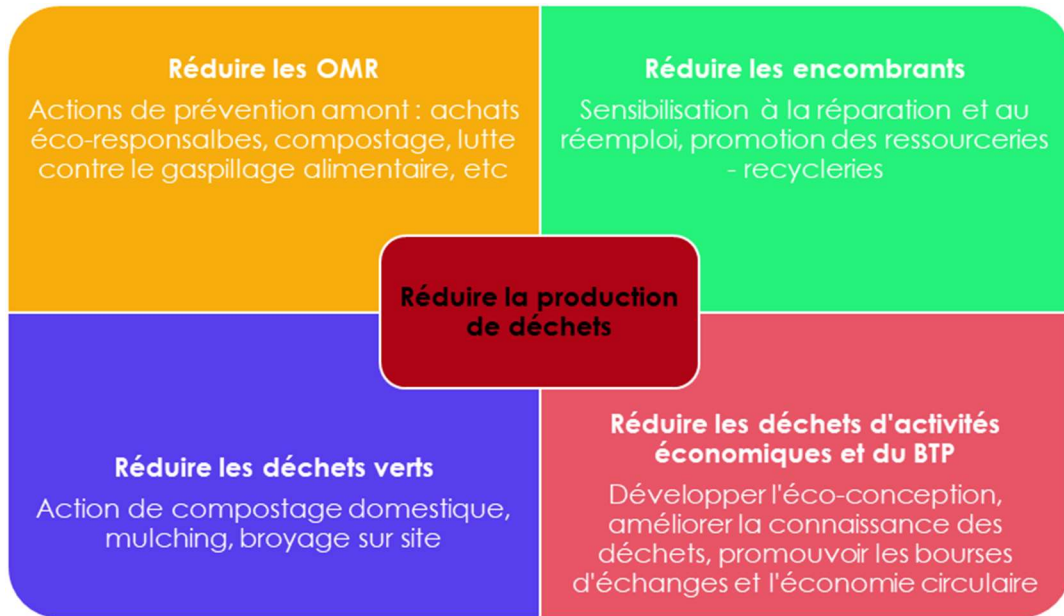 Réduire les OMR
Actions de prévention amont : achats
éco-responsalbes, compostage, lutte
contre le gaspillage alimentaire, etc
Réduire les encombrants
Sensibilisation à la réparation et au
réemploi, promotion des ressourceries
- recycleries
Réduire la production
de déchets
Réduire les déchets verts
Action de compostage domestique,
mulching, broyage sur site
Réduire les déchets d'activités
économiques et du BTP
Développer l'éco-conception,
améliorer la connaissance des
déchets, promouvoir les bourses
d'échanges et l'économie circulaire